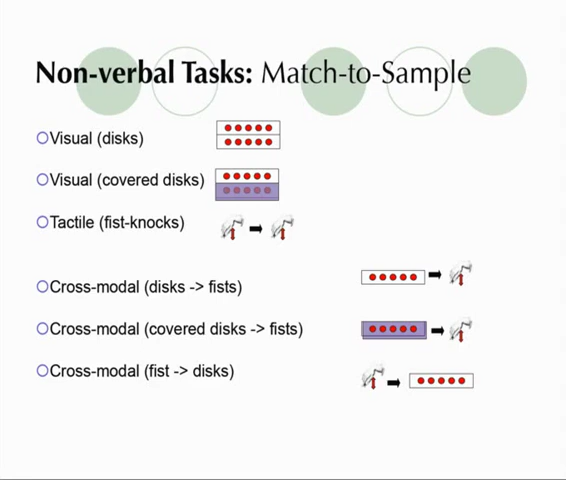 Non-verbal Tasks: Match-to-Sample
Visual (disks)
Visual (covered disks)
Tactile (fist-knocks)
Cross-modal (disks -> fists)
Cross-modal (covered disks -> fists)
Cross-modal (fist -> disks)